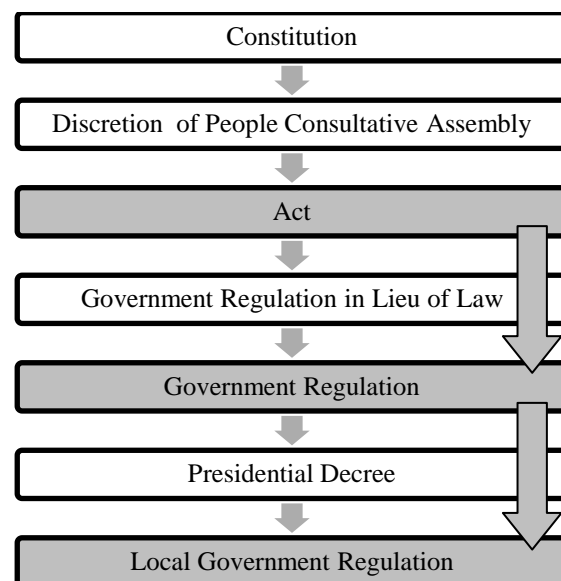 Constitution
Discretion of People Consultative Assembly
Act
Government Regulation in Lieu of Law
Government Regulation
Presidential Decree
Local Government Regulation